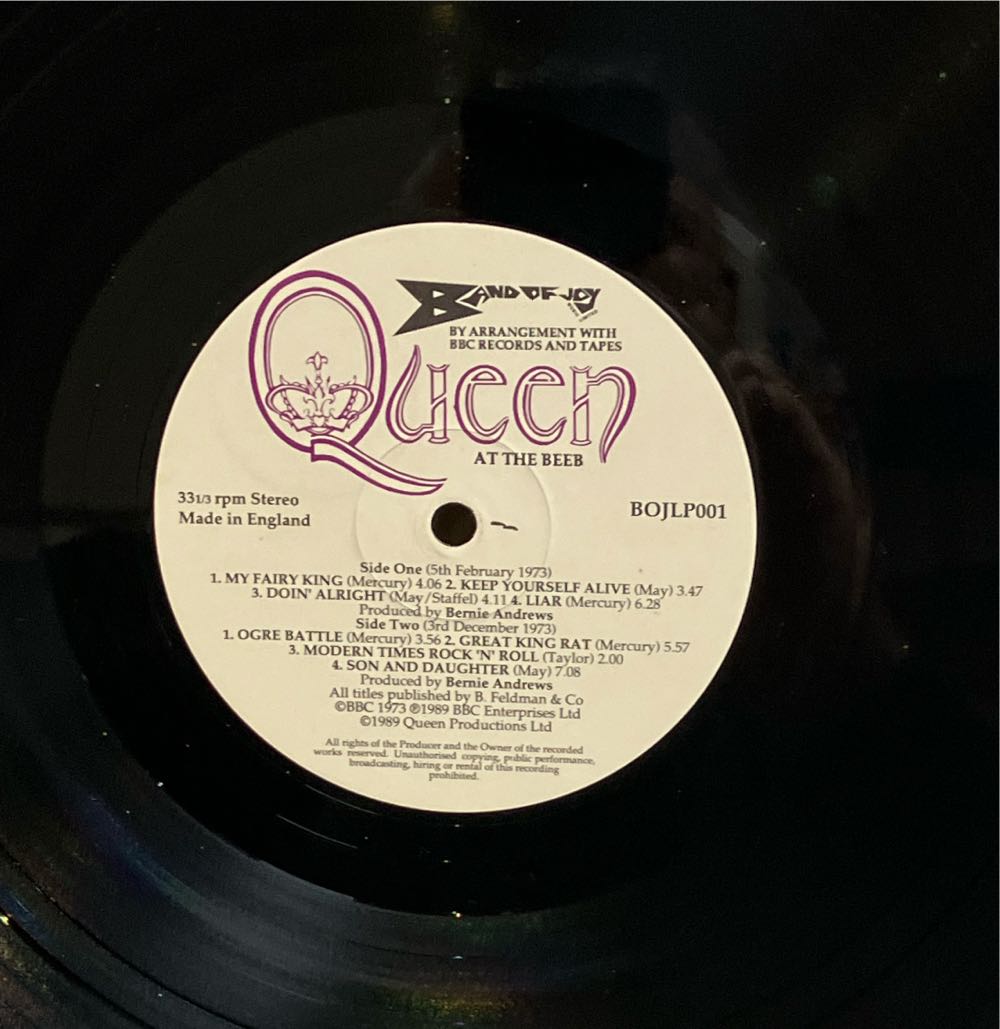 BAND OF JOY
BY ARRANGEMENT WITH
BBC RECORDS AND TAPES
Queen
AT THE BEEB
33 1/3 rpm Stereo
Made in England
BOJLP001
Side One (5th February 1973)
1. MY FAIRY KING (Mercury) 4.06 2. KEEP YOURSELF ALIVE (May) 3.47
3. DOIN' ALRIGHT (May/Staffel) 4.11 4. LIAR (Mercury) 6.28
Produced by Bernie Andrews
Side Two (3rd December 1973)
1. OGRE BATTLE (Mercury) 3.56 2. GREAT KING RAT (Mercury) 5.57
3. MODERN TIMES ROCK 'N' ROLL (Taylor) 2.00
4. SON AND DAUGHTER (May) 7.08
Produced by Bernie Andrews
All titles published by B. Feldman & Co
©BBC 1973 ℗1989 BBC Enterprises Ltd
©1989 Queen Productions Ltd
All rights of the Producer and the Owner of the recorded
works reserved. Unauthorised copying, public performance,
broadcasting, hiring or rental of this recording
prohibited.